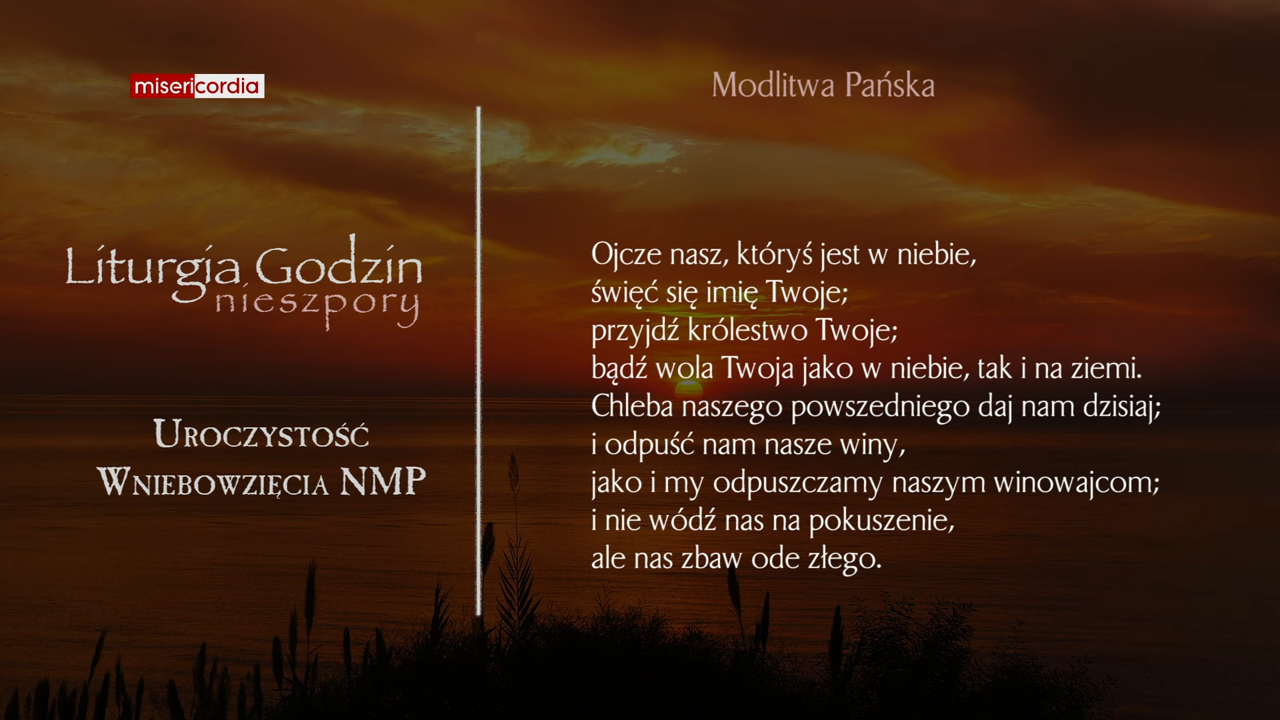 misericordia
Liturgia Godzin
nieszpory
Uroczystość
Wniebowzięcia NMP
Modlitwa Pańska
Ojcze nasz, któryś jest w niebie,
święć się imię Twoje;
przyjdź królestwo Twoje;
bądź wola Twoja jako w niebie, tak i na ziemi.
Chleba naszego powszedniego daj nam dzisiaj;
i odpuść nam nasze winy,
jako i my odpuszczamy naszym winowajcom;
i nie wódź nas na pokuszenie,
ale nas zbaw ode złego.